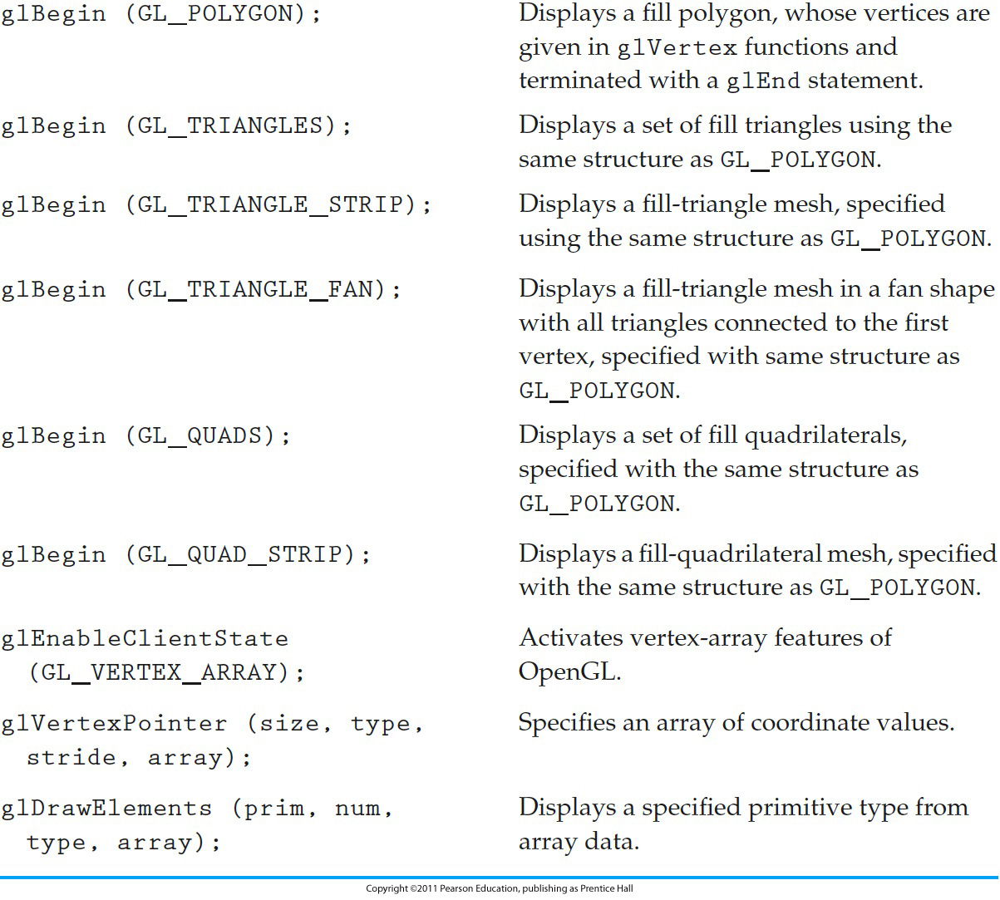 glBegin (GL_POLYGON);
Displays a fill polygon, whose vertices are
given in glVertex functions and
terminated with a glEnd statement.
glBegin (GL_TRIANGLES);
Displays a set of fill triangles using the
same structure as GL_POLYGON.
glBegin (GL_TRIANGLE_STRIP);
Displays a fill-triangle mesh, specified
using the same structure as GL_POLYGON.
glBegin (GL_TRIANGLE_FAN);
Displays a fill-triangle mesh in a fan shape
with all triangles connected to the first
vertex, specified with same structure as
GL_POLYGON.
glBegin (GL_QUADS);
Displays a set of fill quadrilaterals,
specified with the same structure as
GL_POLYGON.
glBegin (GL_QUAD_STRIP);
Displays a fill-quadrilateral mesh, specified
with the same structure as GL_POLYGON.
glEnableClientState
(GL_VERTEX_ARRAY);
Activates vertex-array features of
OpenGL.
glVertexPointer (size, type,
stride, array);
Specifies an array of coordinate values.
glDrawElements (prim, num,
type, array);
Displays a specified primitive type from
array data.
Copyright ©2011 Pearson Education, publishing as Prentice Hall